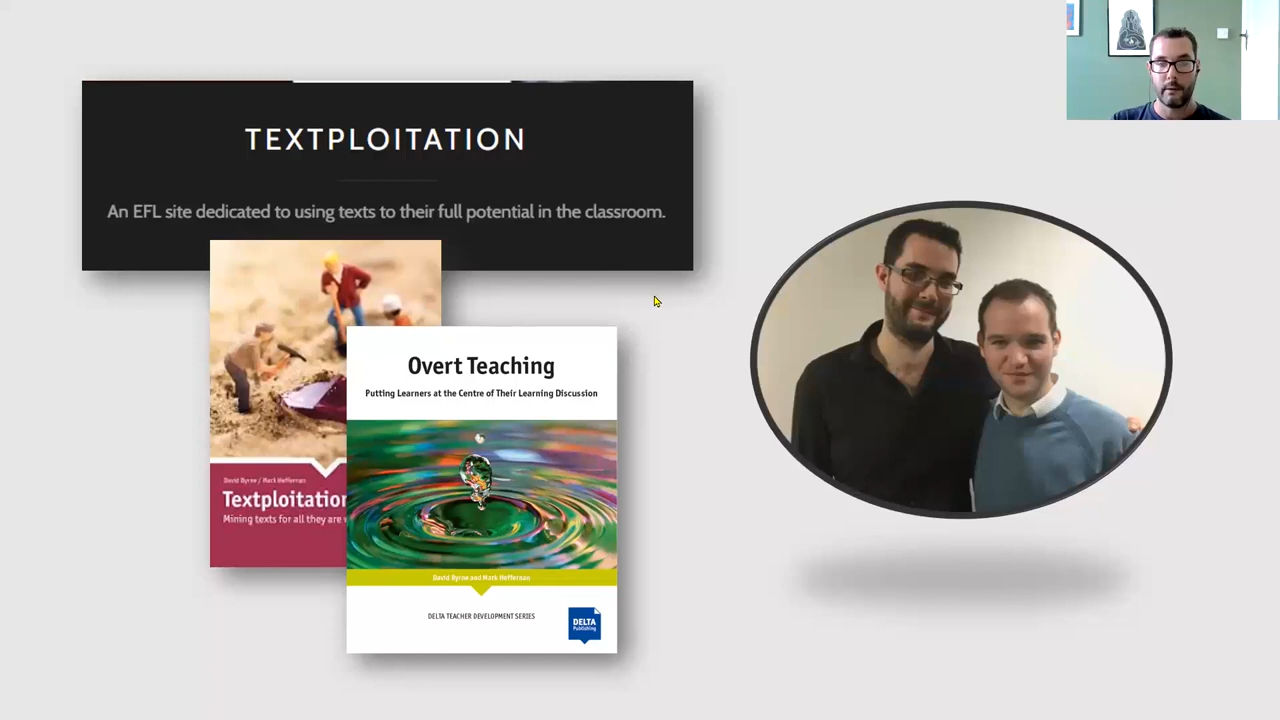 TEXTPLOITATION
An EFL site dedicated to using texts to their full potential in the classroom.
David Byrne / Mark Heffernan
Textploitation
Mining texts for all they are
Overt Teaching
Putting Learners at the Centre of Their Learning Discussion
David Byrne and Mark Heffernan
DELTA TEACHER DEVELOPMENT SERIES
DELTA
Publishing